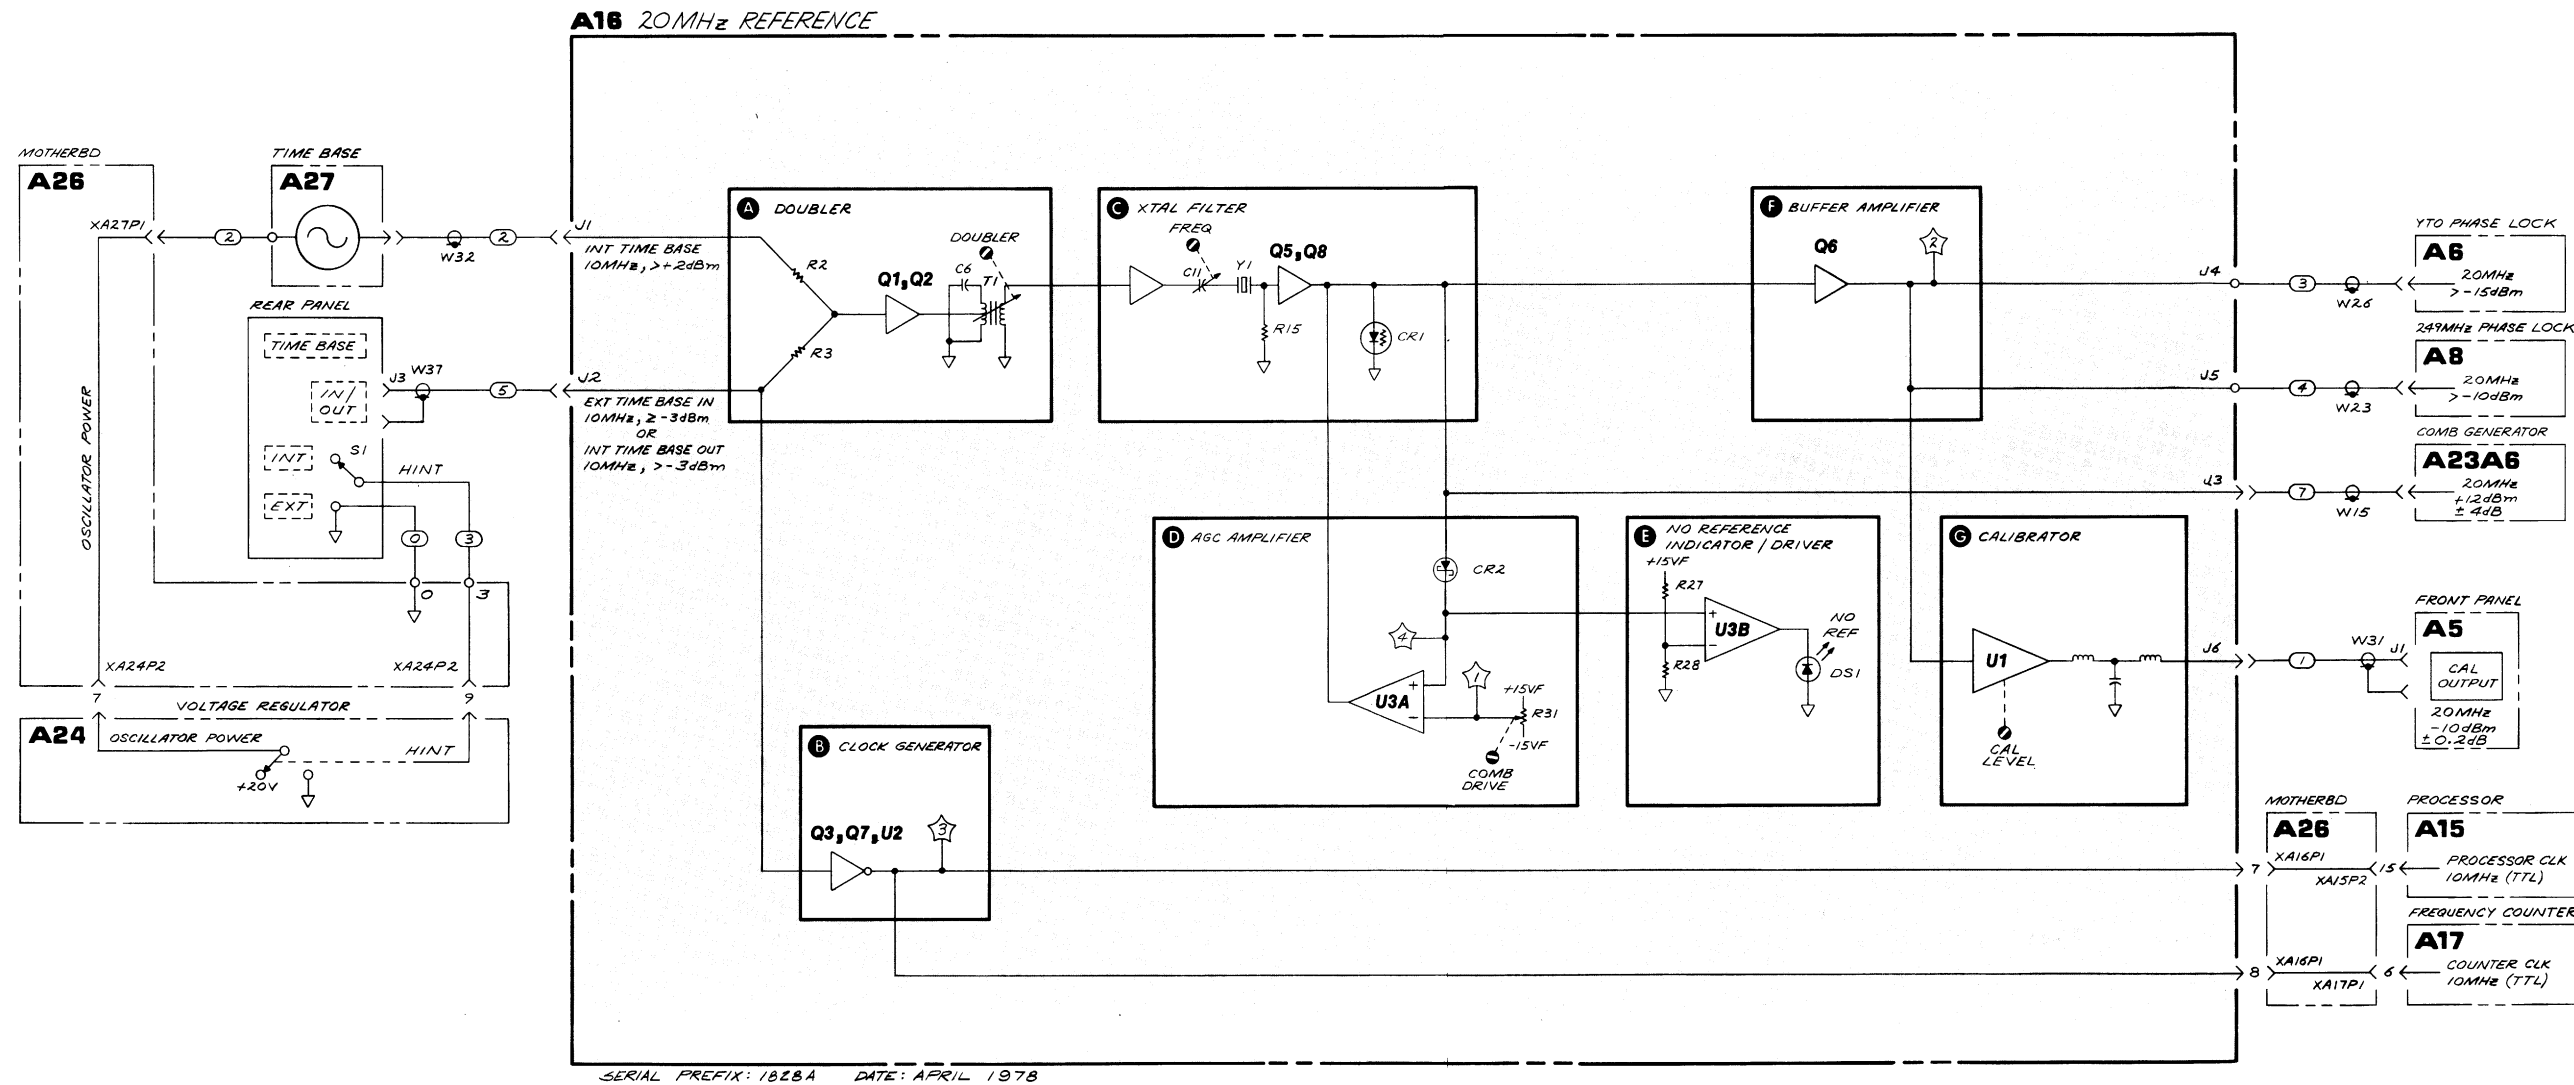 A16 20MHz REFERENCE
MOTHERBD
A26
XA27P1
2
TIME BASE
A27
W32
2
J1
INT TIME BASE
10MHz, >+2dBm
REAR PANEL
TIME BASE
IN/
OUT
J3
W37
5
J2
EXT TIME BASE IN
10MHz, ≥-3dBm
OR
INT TIME BASE OUT
10MHz, >-3dBm
INT
S1
HINT
EXT
0
3
0
3
OSCILLATOR POWER
XA24P2
XA24P2
7
9
VOLTAGE REGULATOR
A24
OSCILLATOR POWER
HINT
+20V
A DOUBLER
R2
R3
Q1,Q2
C6
T1
DOUBLER
C XTAL FILTER
FREQ
C11
Y1
R15
Q5,Q8
CR1
F BUFFER AMPLIFIER
Q6
2
J4
3
W26
YTO PHASE LOCK
A6
20MHz
>-15dBm
J5
4
W23
249MHz PHASE LOCK
A8
20MHz
>-10dBm
J3
7
W15
COMB GENERATOR
A23A6
20MHz
+12dBm
± 4dB
D AGC AMPLIFIER
CR2
4
1
U3A
+
−
+15VF
R31
-15VF
COMB
DRIVE
E NO REFERENCE
INDICATOR / DRIVER
+15VF
R27
R28
+
−
U3B
NO
REF
DS1
G CALIBRATOR
U1
CAL
LEVEL
J6
1
W31
J1
FRONT PANEL
A5
CAL
OUTPUT
20MHz
-10dBm
±0.2dB
B CLOCK GENERATOR
Q3,Q7,U2
3
MOTHERBD
A26
7
XA16P1
XA15P2
15
PROCESSOR
A15
PROCESSOR CLK
10MHz (TTL)
8
XA16P1
XA17P1
6
FREQUENCY COUNTER
A17
COUNTER CLK
10MHz (TTL)
SERIAL PREFIX: 1828A DATE: APRIL 1978